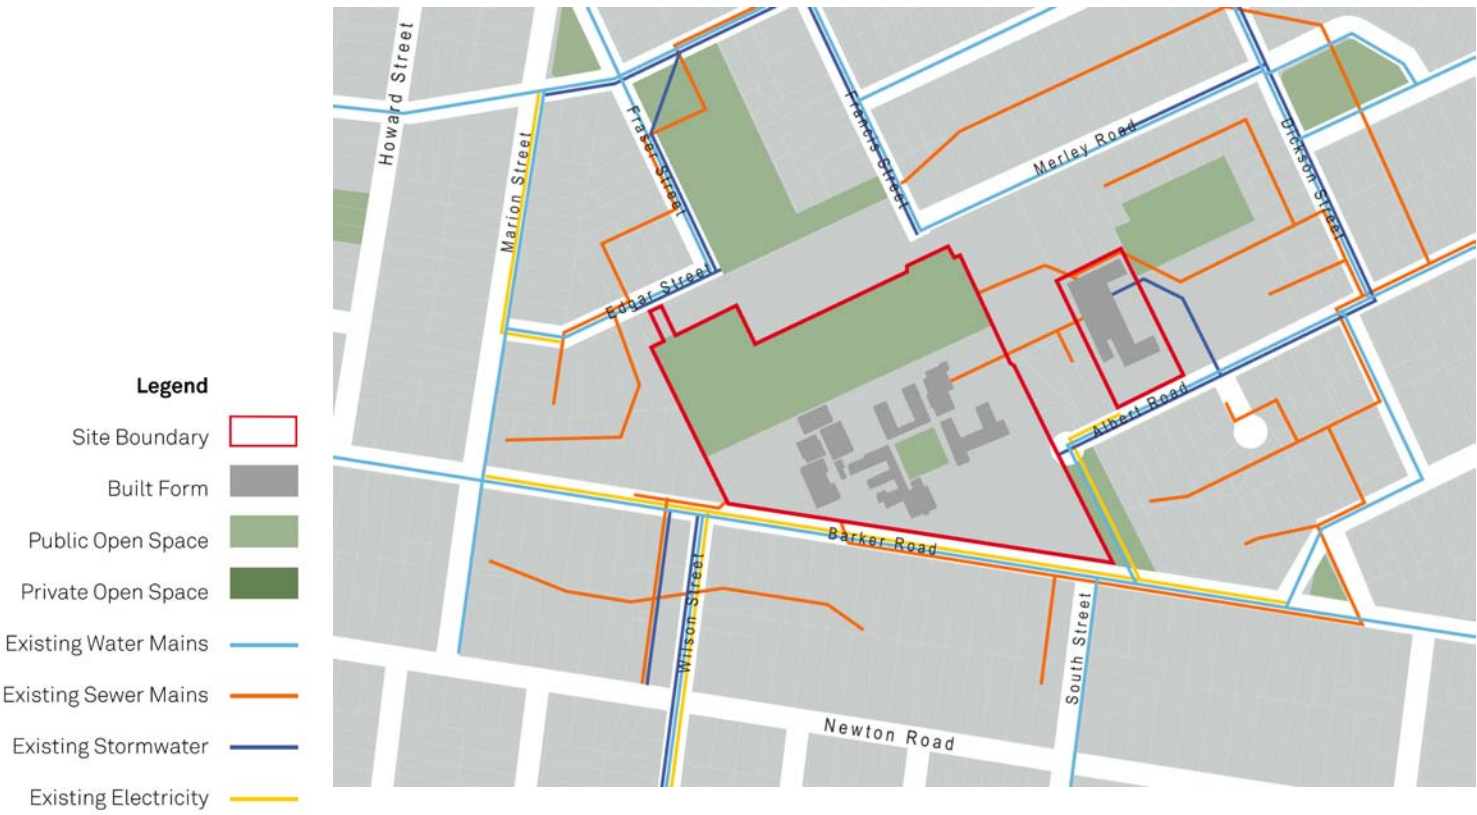 Legend
Site Boundary
Built Form
Public Open Space
Private Open Space
Existing Water Mains
Existing Sewer Mains
Existing Stormwater
Existing Electricity
Howard Street
Marion Street
Fraser Street
Edgar Street
Francis Street
Merley Road
Dickson Street
Albert Road
Barker Road
Wilson Street
South Street
Newton Road